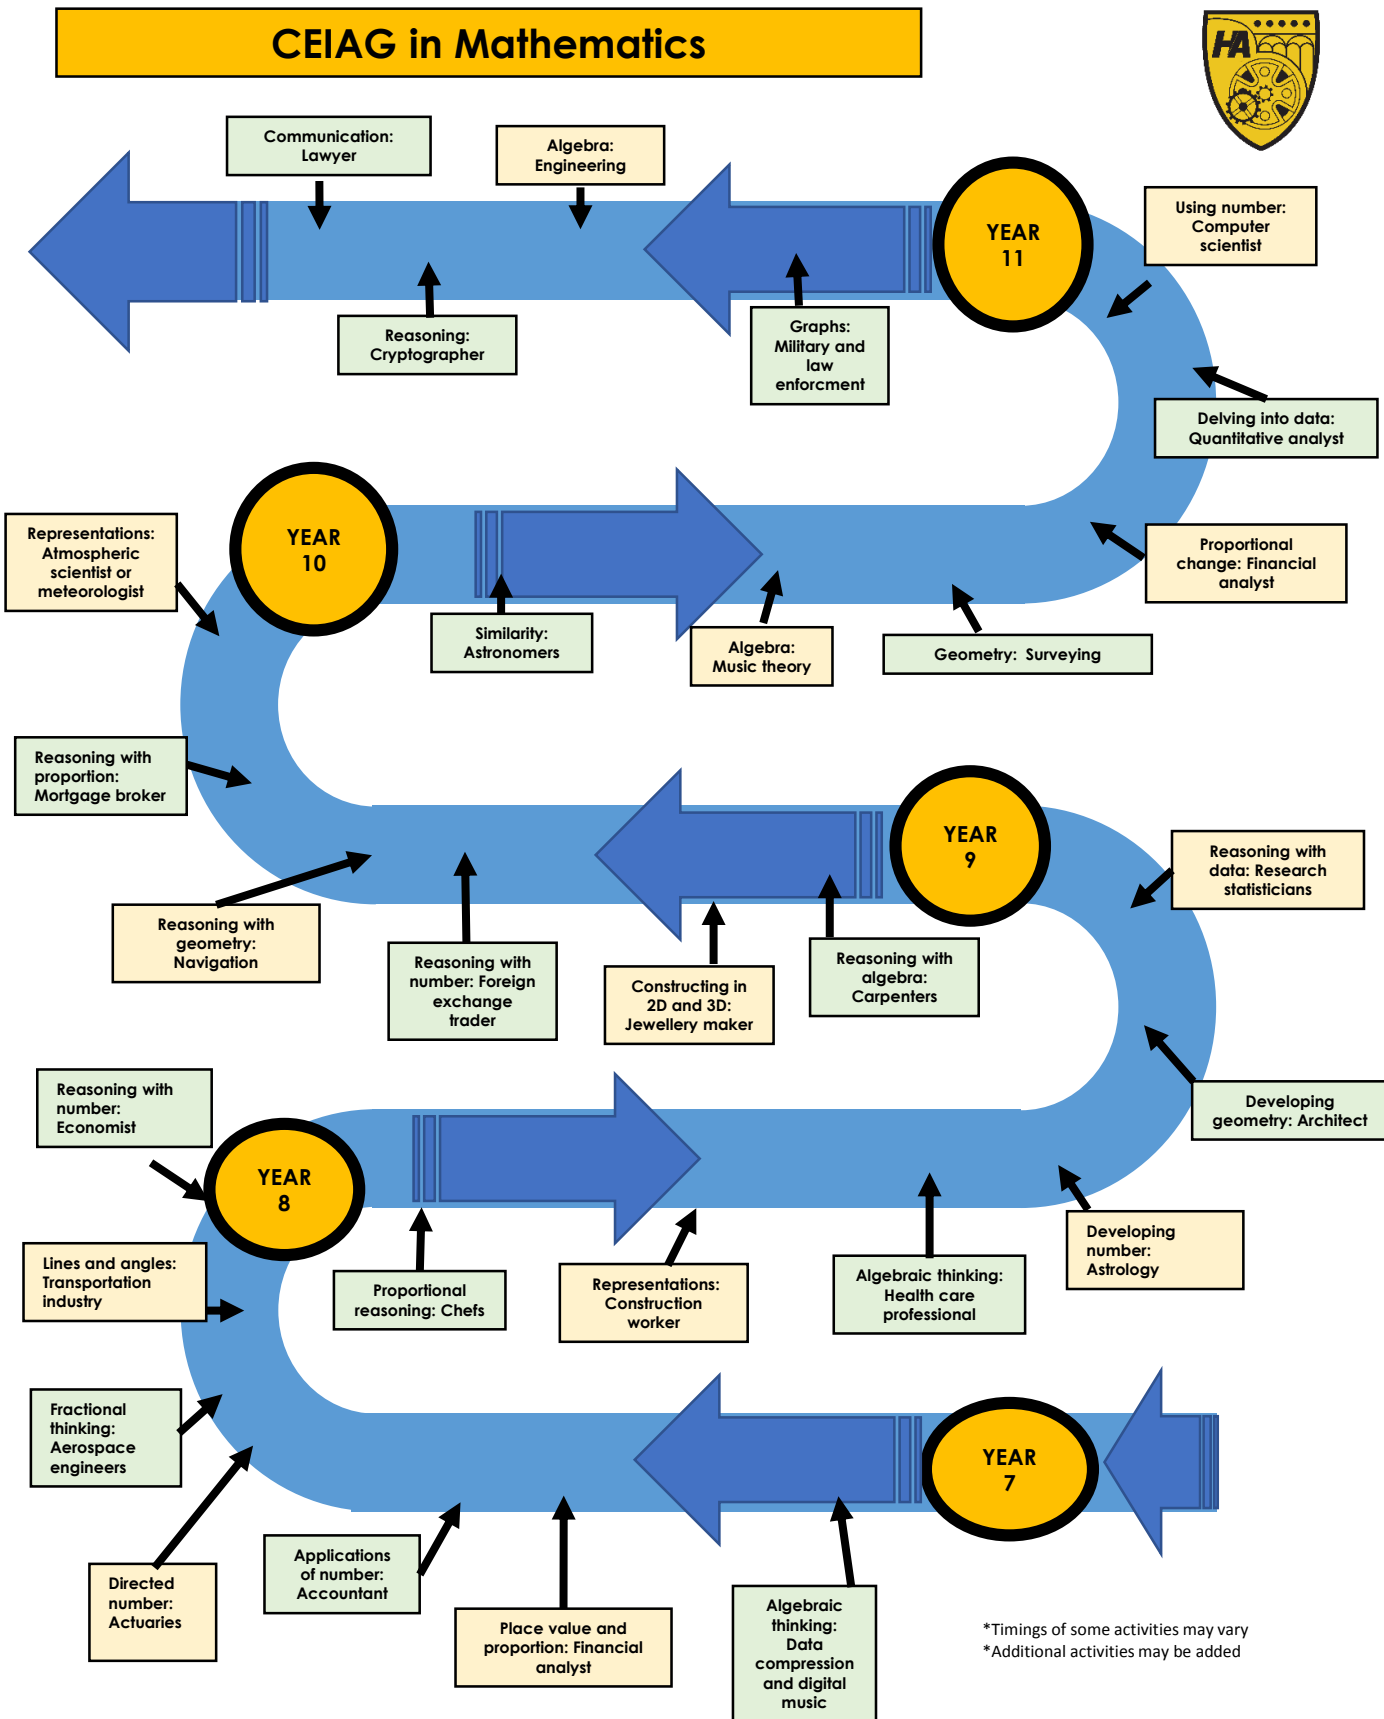 CEIAG in Mathematics
HA
Communication:
Lawyer
Algebra:
Engineering
YEAR
11
Using number:
Computer
scientist
Reasoning:
Cryptographer
Graphs:
Military and
law
enforcment
Delving into data:
Quantitative analyst
Representations:
Atmospheric
scientist or
meteorologist
YEAR
10
Proportional
change: Financial
analyst
Similarity:
Astronomers
Algebra:
Music theory
Geometry: Surveying
Reasoning with
proportion:
Mortgage broker
YEAR
9
Reasoning with
data: Research
statisticians
Reasoning with
geometry:
Navigation
Reasoning with
number: Foreign
exchange
trader
Constructing in
2D and 3D:
Jewellery maker
Reasoning with
algebra:
Carpenters
Reasoning with
number:
Economist
Developing
geometry: Architect
YEAR
8
Lines and angles:
Transportation
industry
Proportional
reasoning: Chefs
Representations:
Construction
worker
Algebraic thinking:
Health care
professional
Developing
number:
Astrology
Fractional
thinking:
Aerospace
engineers
YEAR
7
Directed
number:
Actuaries
Applications
of number:
Accountant
Place value and
proportion: Financial
analyst
Algebraic
thinking:
Data
compression
and digital
music
*Timings of some activities may vary
*Additional activities may be added